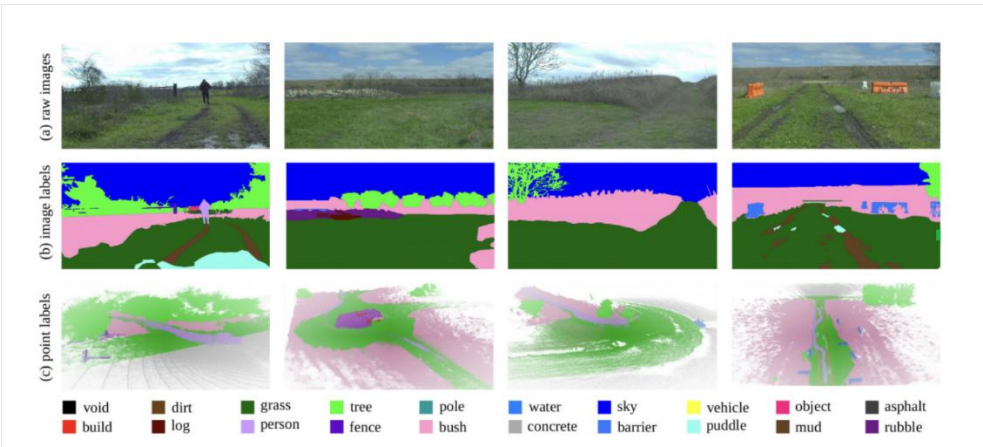 (a) raw images
(b) image labels
(c) point labels
void dirt grass tree pole water sky vehicle object asphalt
build log person fence bush concrete barrier puddle mud rubble